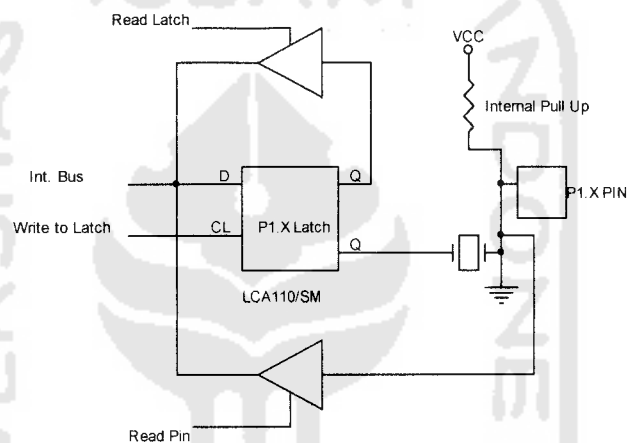 Read Latch
VCC
Internal Pull Up
Int. Bus
D
Q
P1.X PIN
Write to Latch
CL
P1.X Latch
Q
LCA110/SM
Read Pin